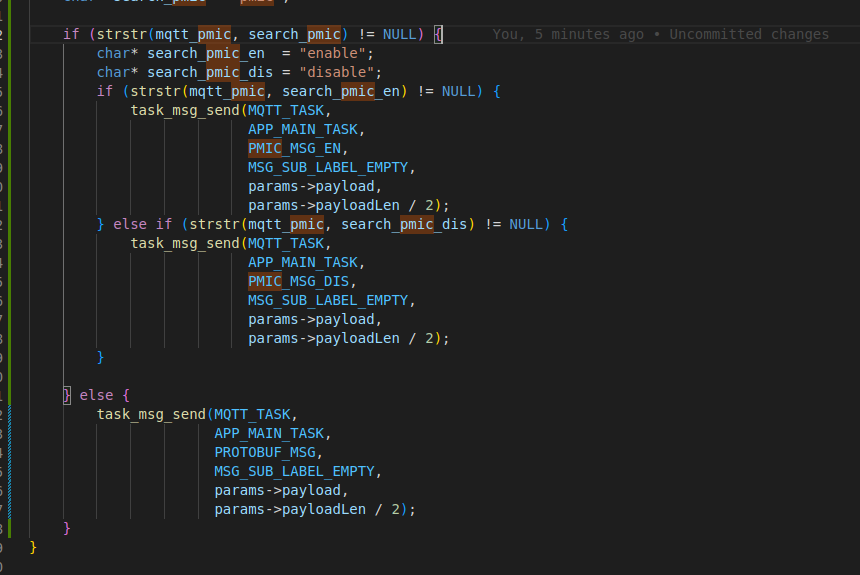 if (strstr(mqtt_pmic, search_pmic) != NULL) { You, 5 minutes ago • Uncommitted changes
char* search_pmic_en  = "enable";
char* search_pmic_dis = "disable";
if (strstr(mqtt_pmic, search_pmic_en) != NULL) {
task_msg_send(MQTT_TASK,
APP_MAIN_TASK,
PMIC_MSG_EN,
MSG_SUB_LABEL_EMPTY,
params->payload,
params->payloadLen / 2);
} else if (strstr(mqtt_pmic, search_pmic_dis) != NULL) {
task_msg_send(MQTT_TASK,
APP_MAIN_TASK,
PMIC_MSG_DIS,
MSG_SUB_LABEL_EMPTY,
params->payload,
params->payloadLen / 2);
}
} else {
task_msg_send(MQTT_TASK,
APP_MAIN_TASK,
PROTOBUF_MSG,
MSG_SUB_LABEL_EMPTY,
params->payload,
params->payloadLen / 2);
}
}